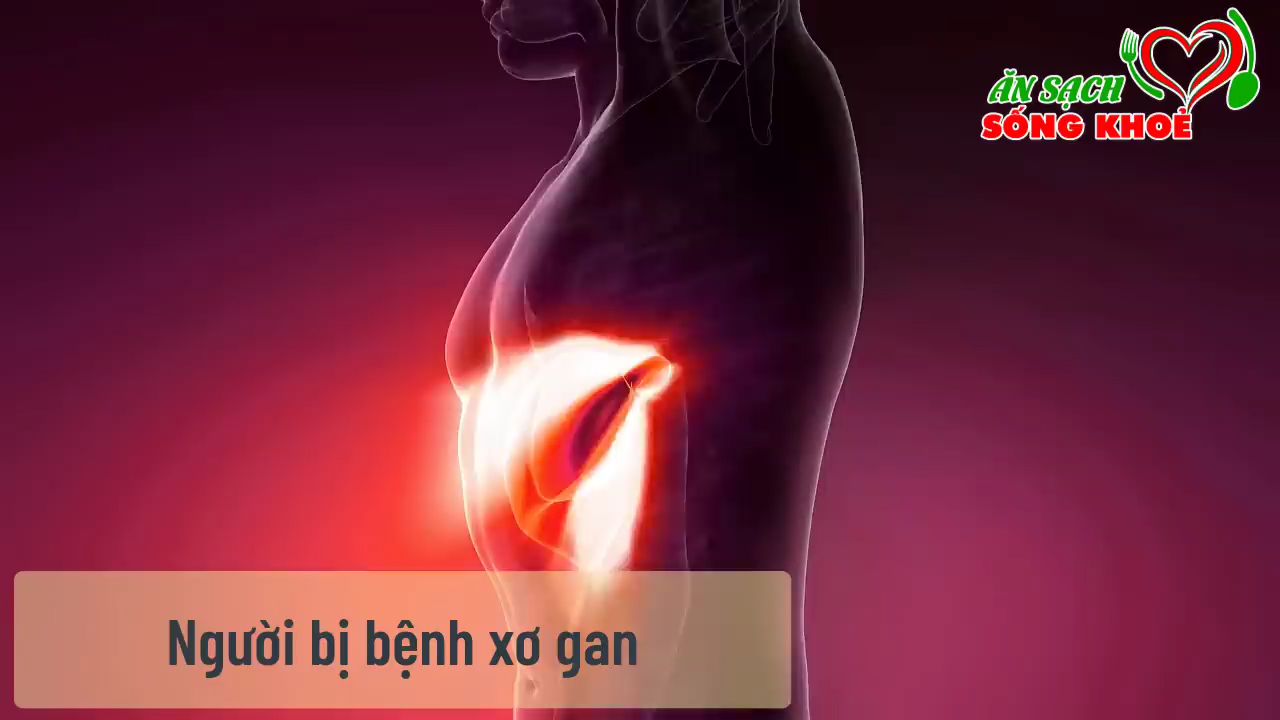 ĂN SẠCH
SỐNG KHOẺ
Người bị bệnh xơ gan